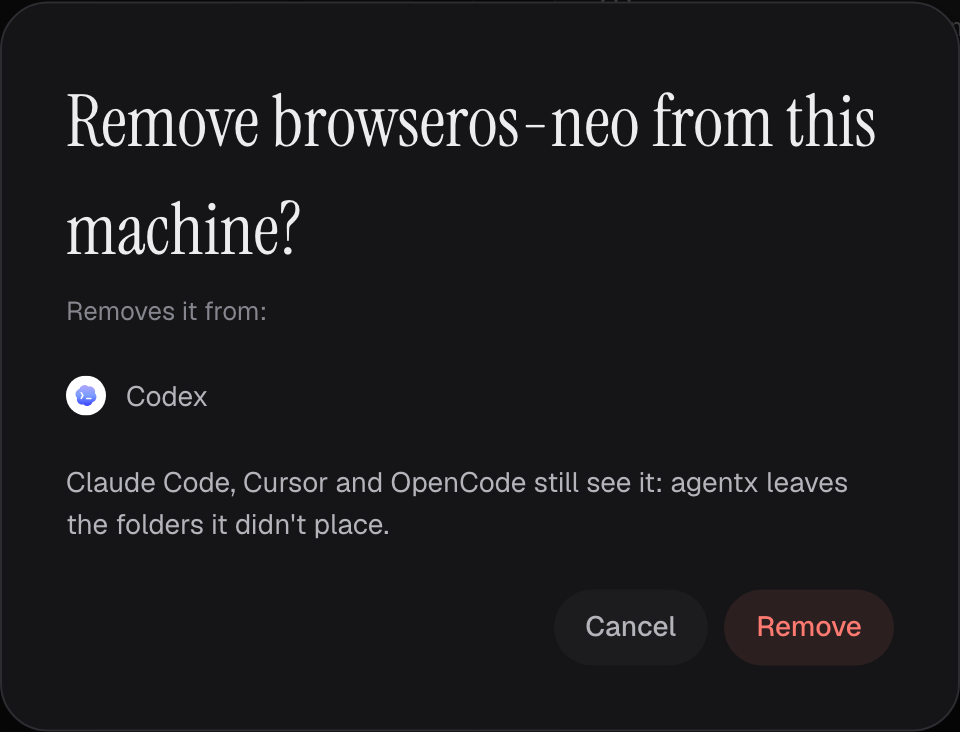 Remove browseros-neo from this
machine?
Removes it from:
Codex
Claude Code, Cursor and OpenCode still see it: agentx leaves
the folders it didn't place.
Cancel Remove